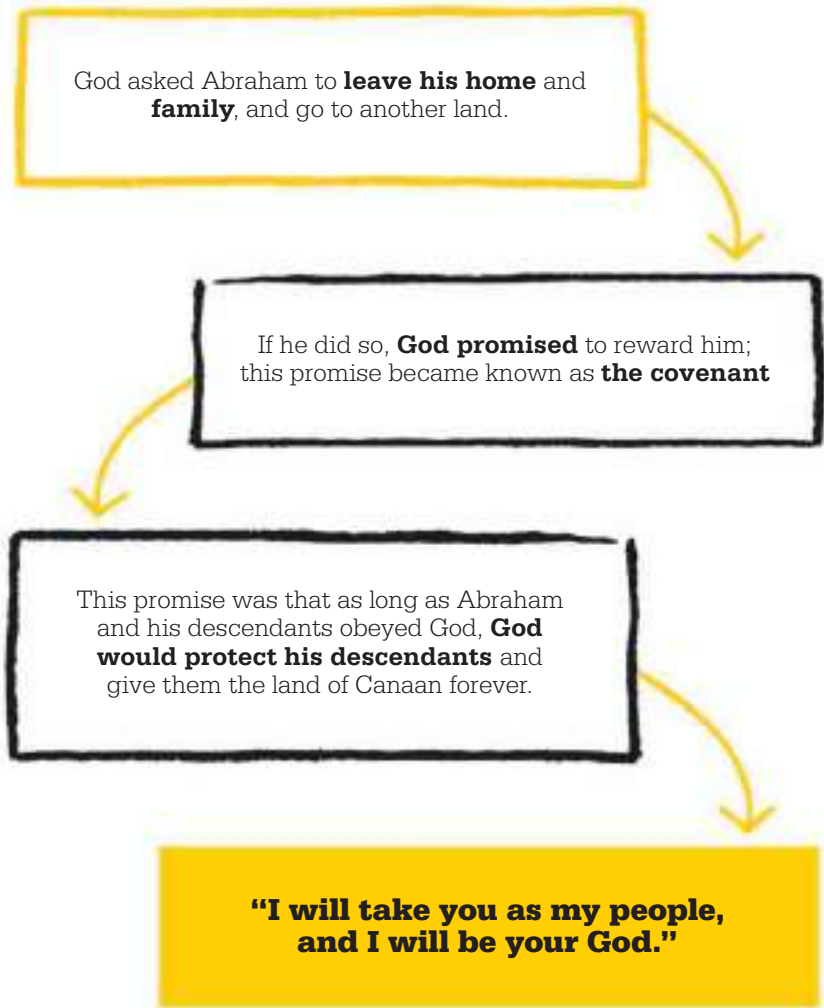 God asked Abraham to leave his home and
family, and go to another land.
If he did so, God promised to reward him;
this promise became known as the covenant
This promise was that as long as Abraham
and his descendants obeyed God, God
would protect his descendants and
give them the land of Canaan forever.
“I will take you as my people,
and I will be your God.”